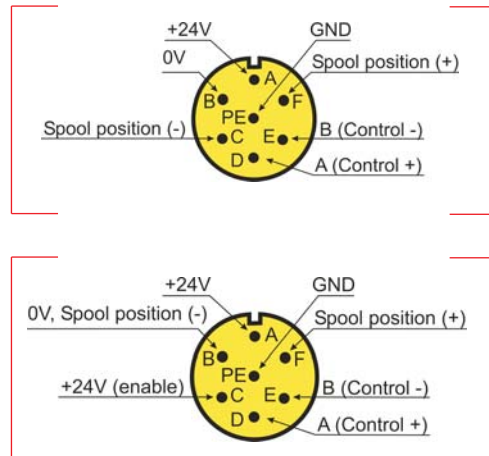 +24V GND
0V Spool position (+)
A
B F
PE
Spool position (-) C E B (Control -)
D A (Control +)
+24V GND
0V, Spool position (-) Spool position (+)
A
B F
PE
+24V (enable) C E B (Control -)
D A (Control +)